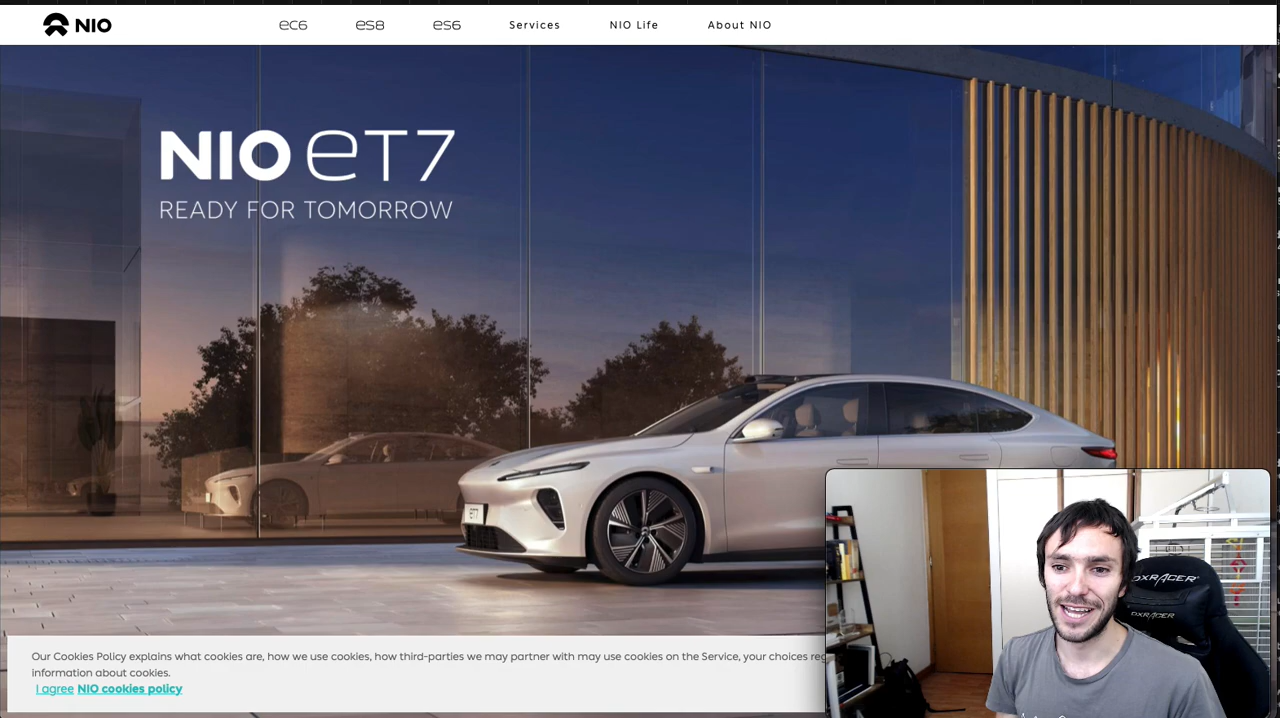 NIO
ec6
es8
es6
Services
NIO Life
About NIO
NIO eT7
READY FOR TOMORROW
eT7
Our Cookies Policy explains what cookies are, how we use cookies, how third-parties we may partner with may use cookies on the Service, your choices
information about cookies.
I agree NIO cookies policy
DXRACER
DXRACER